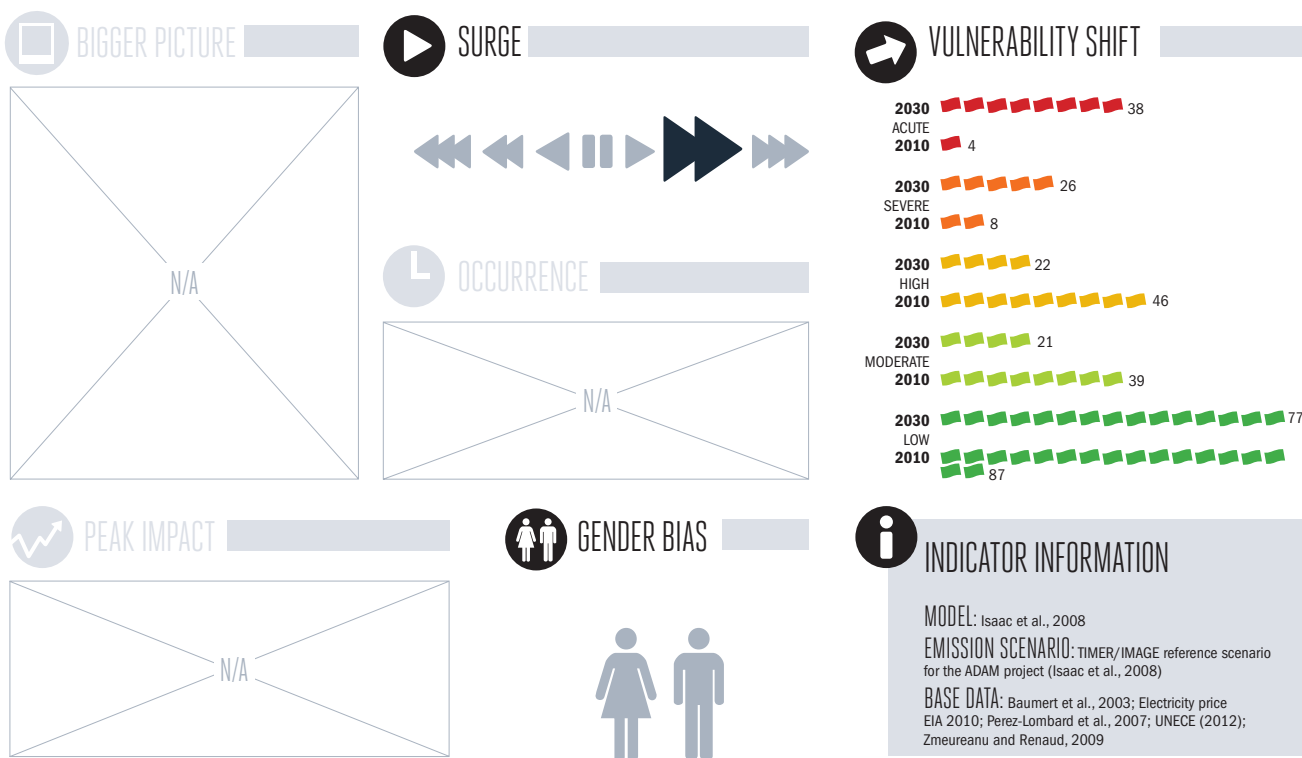 BIGGER PICTURE
N/A
SURGE
OCCURRENCE
N/A
VULNERABILITY SHIFT
2030 38
ACUTE
2010 4
2030 26
SEVERE
2010 8
2030 22
HIGH
2010 46
2030 21
MODERATE
2010 39
2030 77
LOW
2010
87
PEAK IMPACT
N/A
GENDER BIAS
INDICATOR INFORMATION
MODEL: Isaac et al., 2008
EMISSION SCENARIO: TIMER/IMAGE reference scenario
for the ADAM project (Isaac et al., 2008)
BASE DATA: Baumert et al., 2003; Electricity price
EIA 2010; Perez-Lombard et al., 2007; UNECE (2012);
Zmeureanu and Renaud, 2009